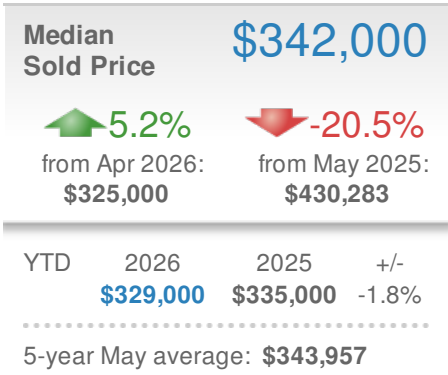 Median $342,000
Sold Price
5.2% -20.5%
from Apr 2026: from May 2025:
$325,000 $430,283
YTD 2026 2025 +/-
$329,000 $335,000 -1.8%
5-year May average: $343,957